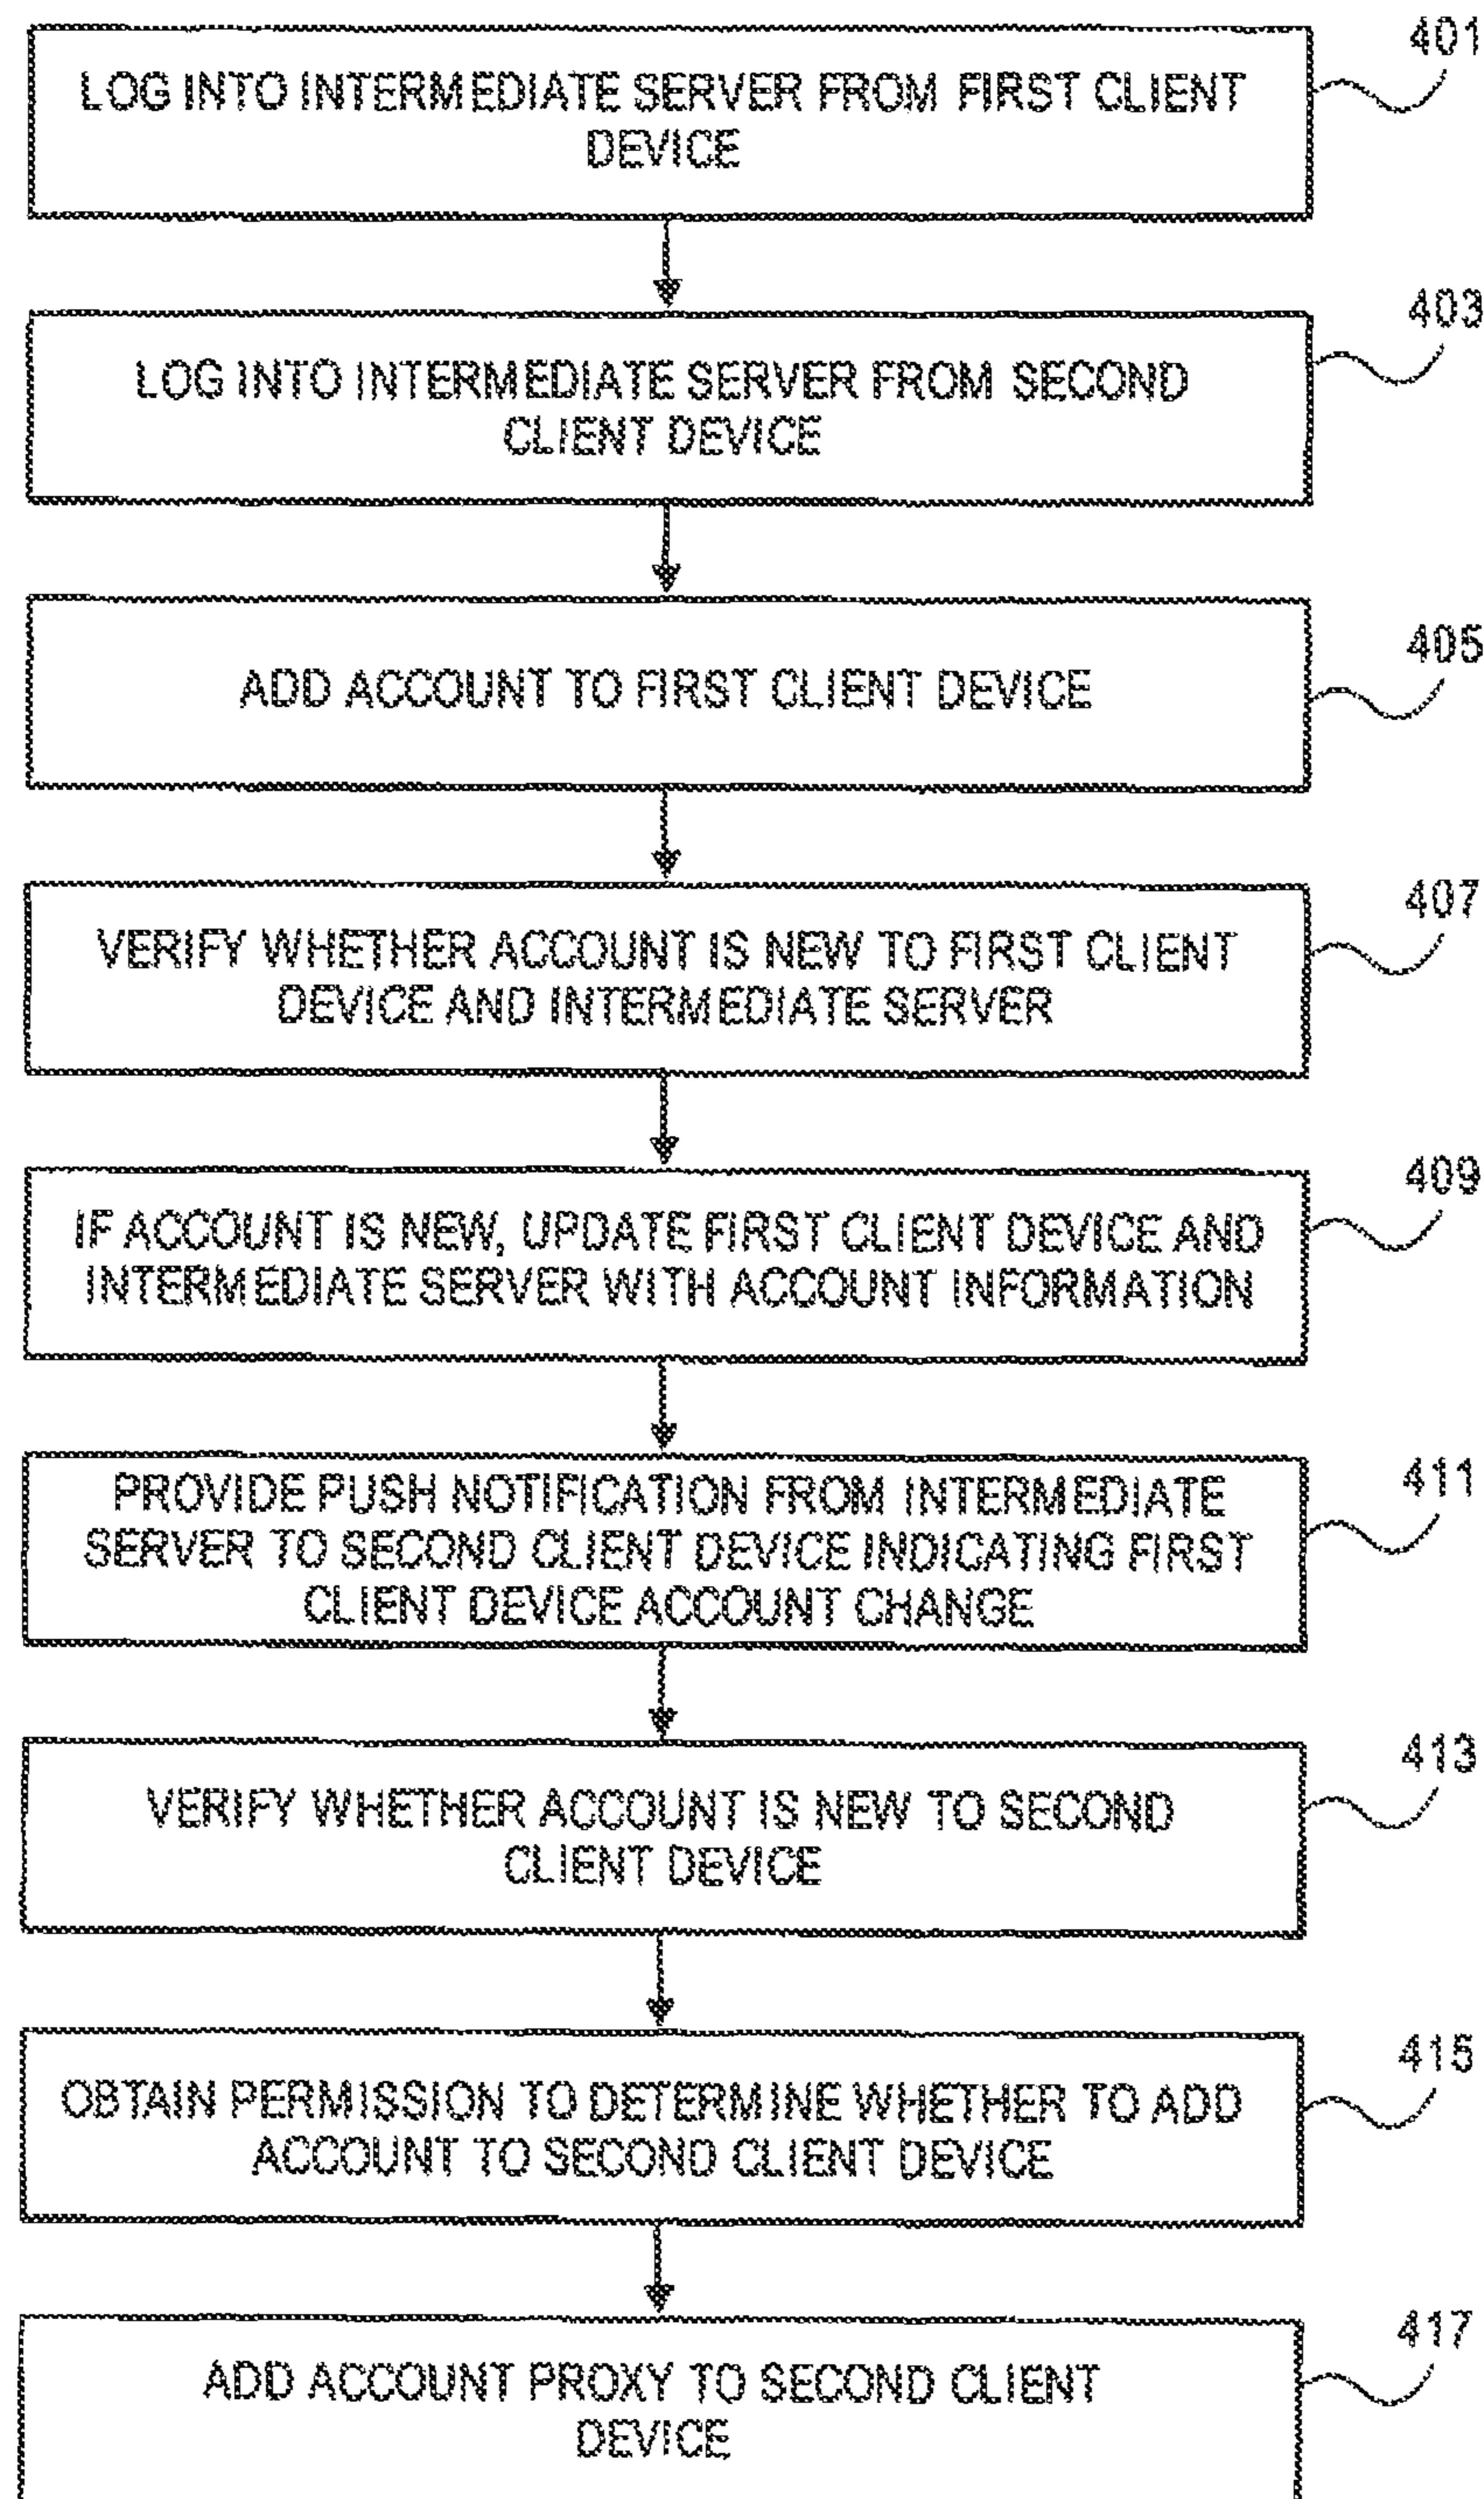 401
LOG INTO INTERMEDIATE SERVER FROM FIRST CLIENT
DEVICE
403
LOG INTO INTERMEDIATE SERVER FROM SECOND
CLIENT DEVICE
405
ADD ACCOUNT TO FIRST CLIENT DEVICE
407
VERIFY WHETHER ACCOUNT IS NEW TO FIRST CLIENT
DEVICE AND INTERMEDIATE SERVER
409
IF ACCOUNT IS NEW, UPDATE FIRST CLIENT DEVICE AND
INTERMEDIATE SERVER WITH ACCOUNT INFORMATION
411
PROVIDE PUSH NOTIFICATION FROM INTERMEDIATE
SERVER TO SECOND CLIENT DEVICE INDICATING FIRST
CLIENT DEVICE ACCOUNT CHANGE
413
VERIFY WHETHER ACCOUNT IS NEW TO SECOND
CLIENT DEVICE
415
OBTAIN PERMISSION TO DETERMINE WHETHER TO ADD
ACCOUNT TO SECOND CLIENT DEVICE
417
ADD ACCOUNT PROXY TO SECOND CLIENT
DEVICE